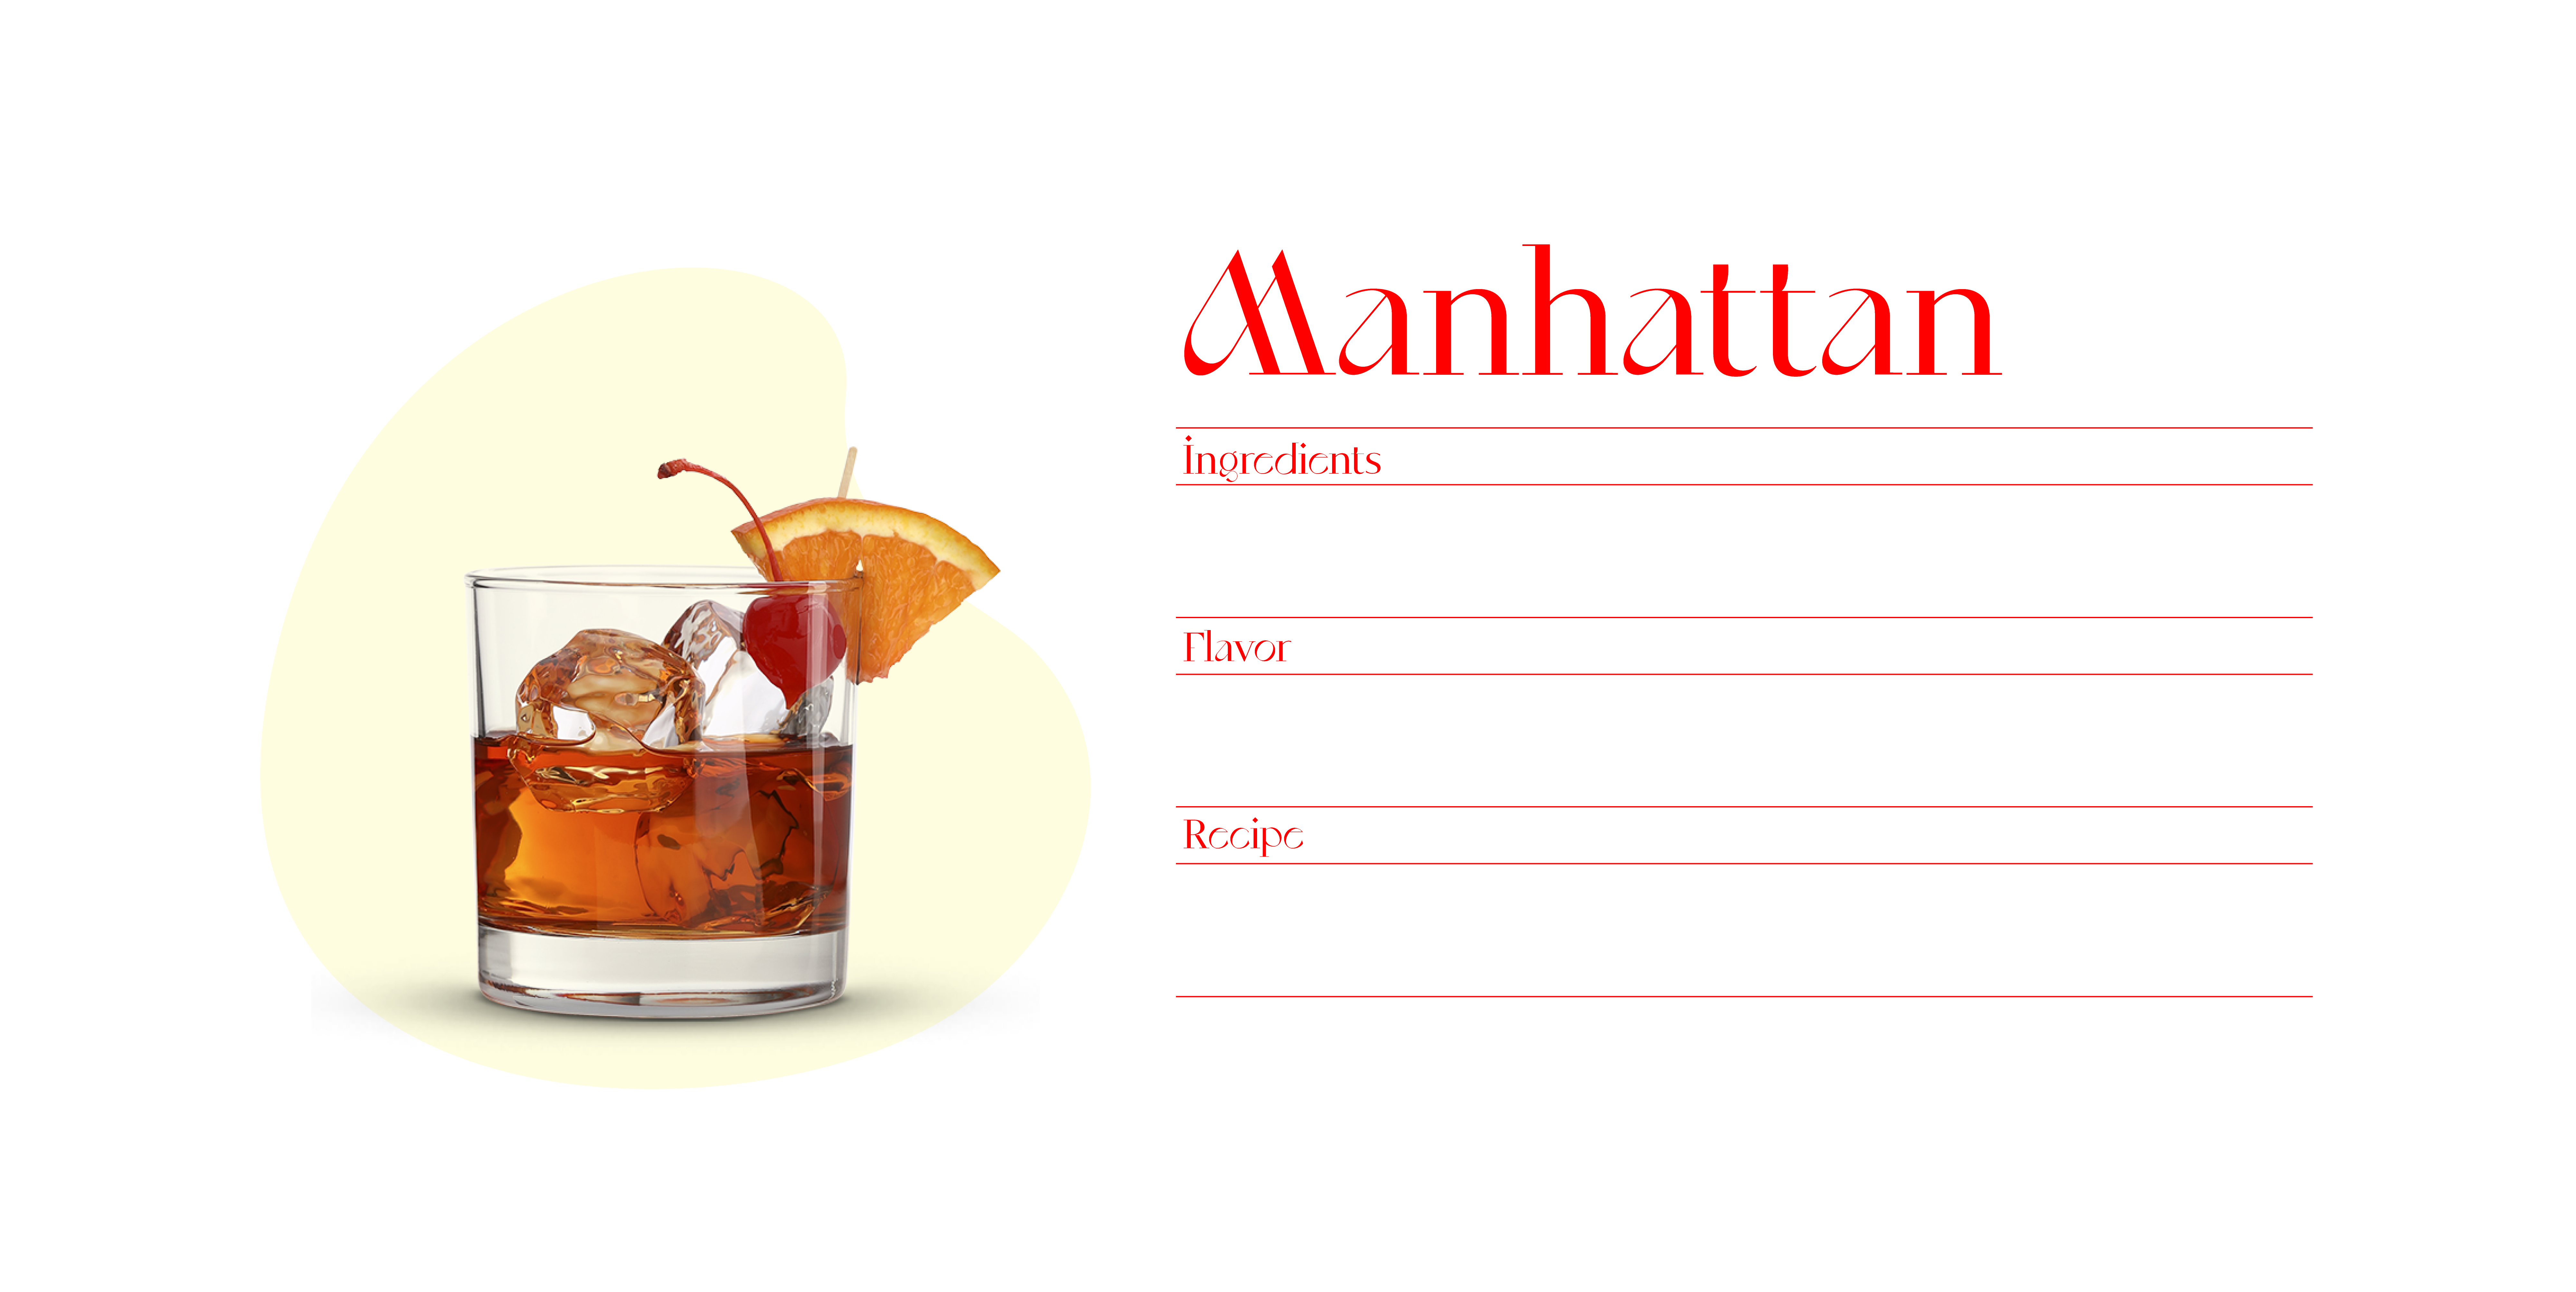 Manhattan
Ingredients
Flavor
Recipe